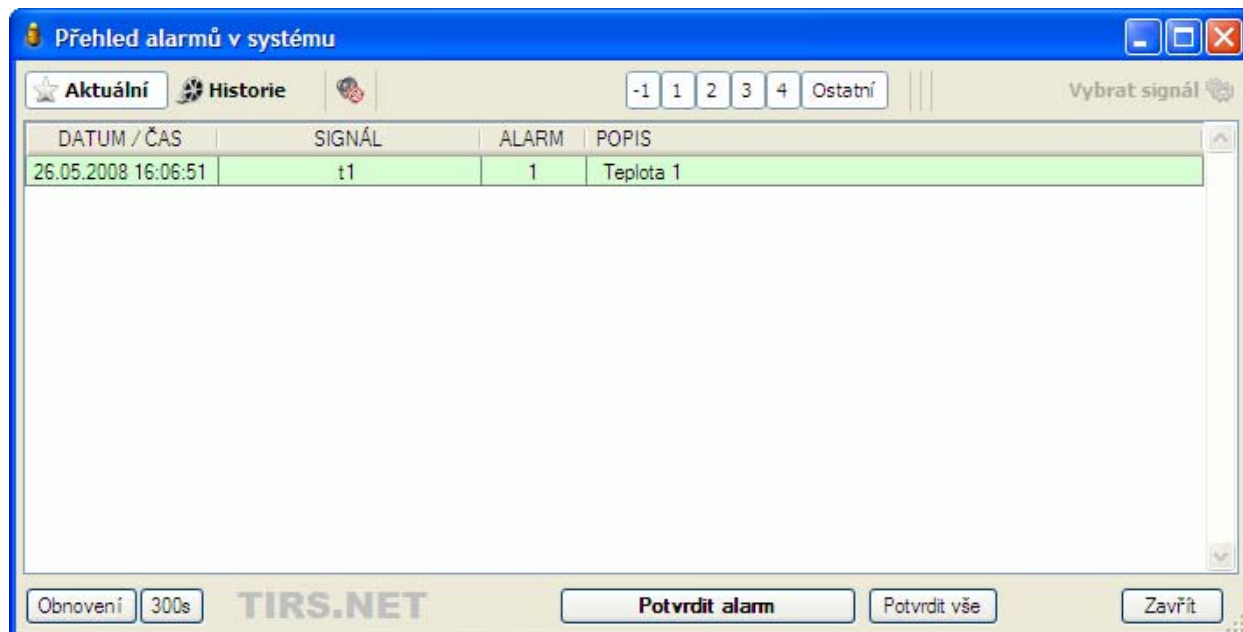 Přehled alarmů v systému
Aktuální Historie -1 1 2 3 4 Ostatní Vybrat signál
DATUM / ČAS SIGNÁL ALARM POPIS
26.05.2008 16:06:51 t1 1 Teplota 1
Obnovení 300s TIRS.NET Potvrdit alarm Potvrdit vše Zavřít